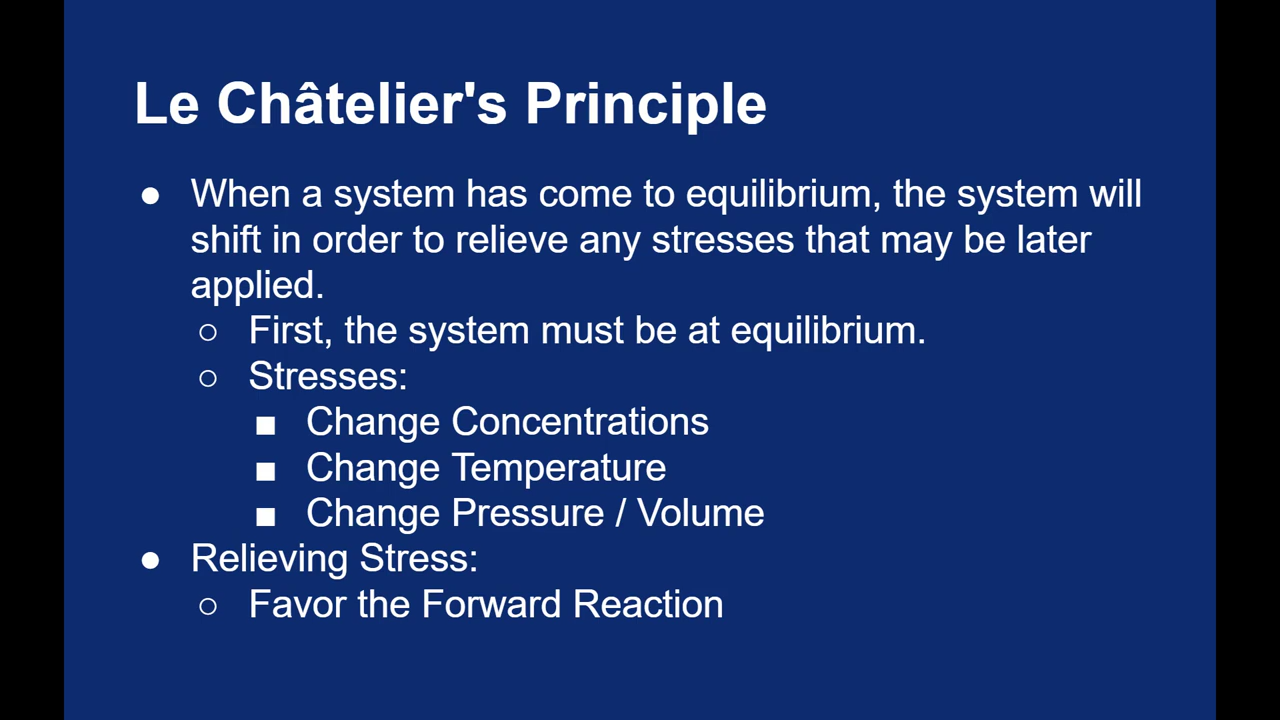 Le Châtelier's Principle
● When a system has come to equilibrium, the system will
shift in order to relieve any stresses that may be later
applied.
○ First, the system must be at equilibrium.
○ Stresses:
■ Change Concentrations
■ Change Temperature
■ Change Pressure / Volume
● Relieving Stress:
○ Favor the Forward Reaction